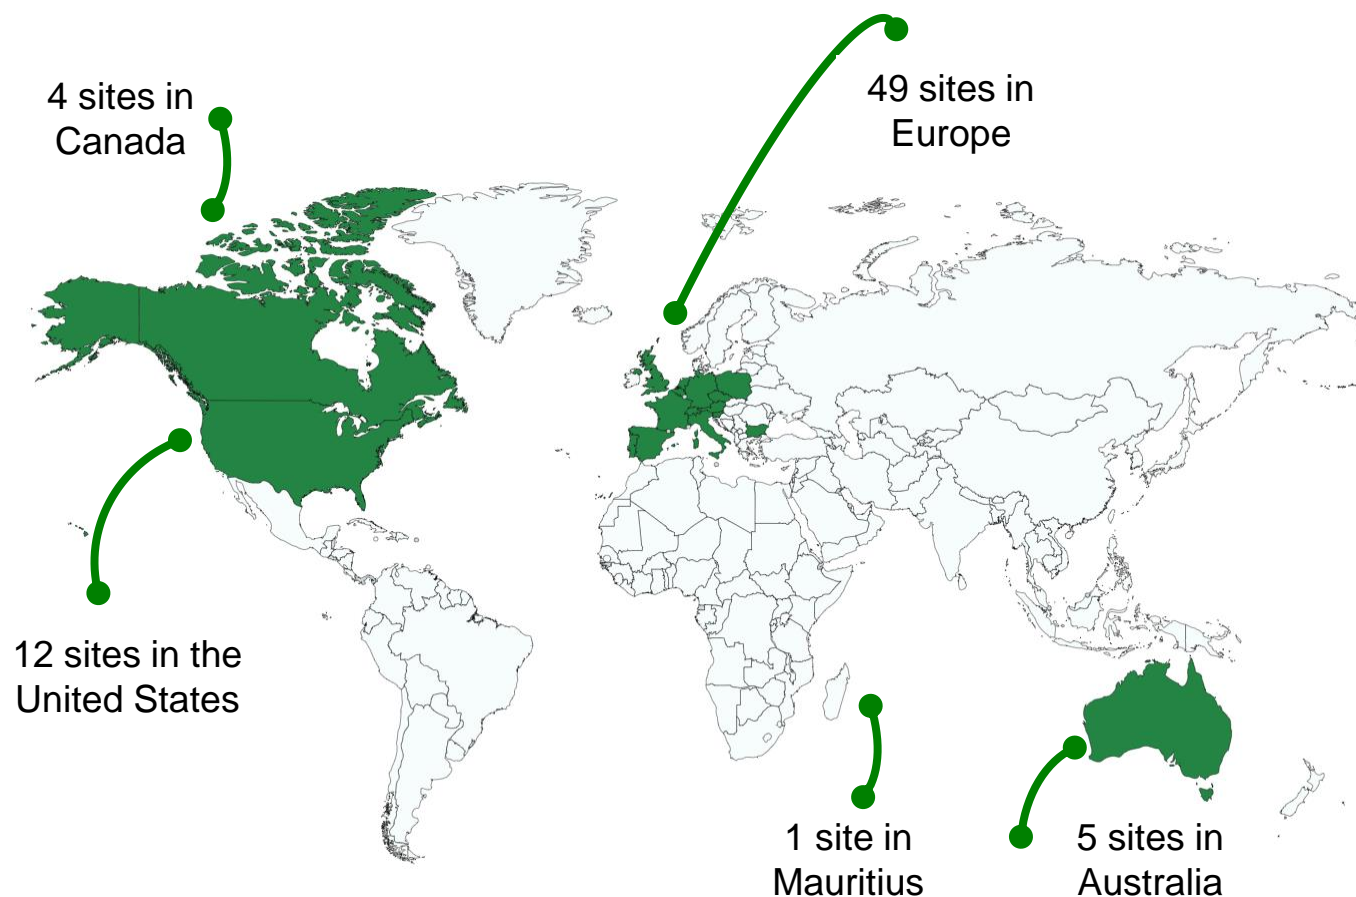 4 sites in
Canada
49 sites in
Europe
12 sites in the
United States
1 site in
Mauritius
5 sites in
Australia